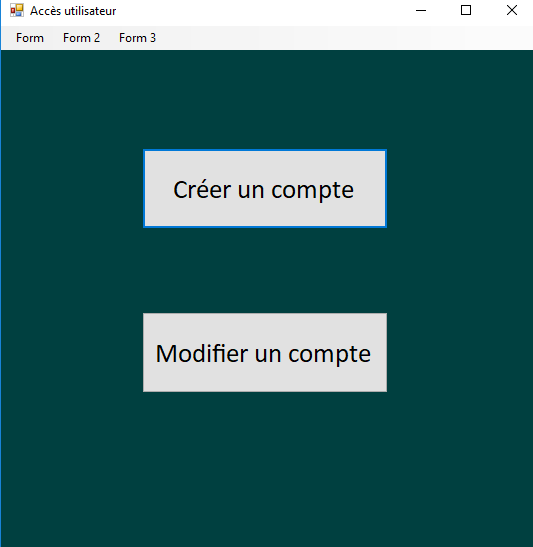 Accès utilisateur
Form Form 2 Form 3
Créer un compte
Modifier un compte